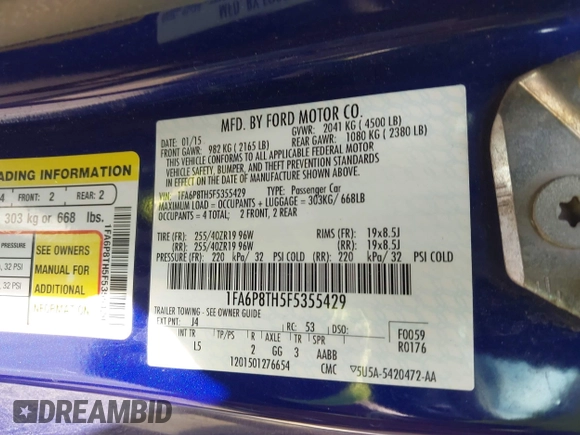 MFD. BY FORD MOTOR CO.
DATE: 01/15 GVWR: 2041 KG ( 4500 LB)
FRONT GAWR: 982 KG ( 2165 LB) REAR GAWR: 1080 KG ( 2380 LB)
THIS VEHICLE CONFORMS TO ALL APPLICABLE FEDERAL MOTOR
VEHICLE SAFETY, BUMPER, AND THEFT PREVENTION STANDARDS
IN EFFECT ON THE DATE OF MANUFACTURE SHOWN ABOVE.
VIN: 1FA6P8TH5F5355429 TYPE: Passenger Car
MAXIMUM LOAD = OCCUPANTS + LUGGAGE = 303KG/ 668LB
OCCUPANTS = 4 TOTAL; 2 FRONT, 2 REAR
TIRE (FR): 255/40ZR19 96W RIMS (FR): 19x8.5J
(RR): 255/40ZR19 96W (RR): 19x8.5J
PRESSURE (FR): 220 kPa/ 32 PSI COLD (RR): 220 kPa/ 32 PSI COLD
1FA6P8TH5F5355429
TRAILER TOWING- SEE OWNER GUIDE
EXT PNT: J4 RC: 53 DSO: F0059
INT TR TP/PS R AXLE TR SPR R0176
L5 2 GG 3 AABB
1201501276654 CMC 5U5A-5420472-AA
ADING INFORMATION
4 FRONT: 2 REAR: 2
303 kg or 668 lbs.
SEE OWNERS
MANUAL FOR
ADDITIONAL
INFORMATION
, 32 PSI
, 32 PSI
DREAMBID